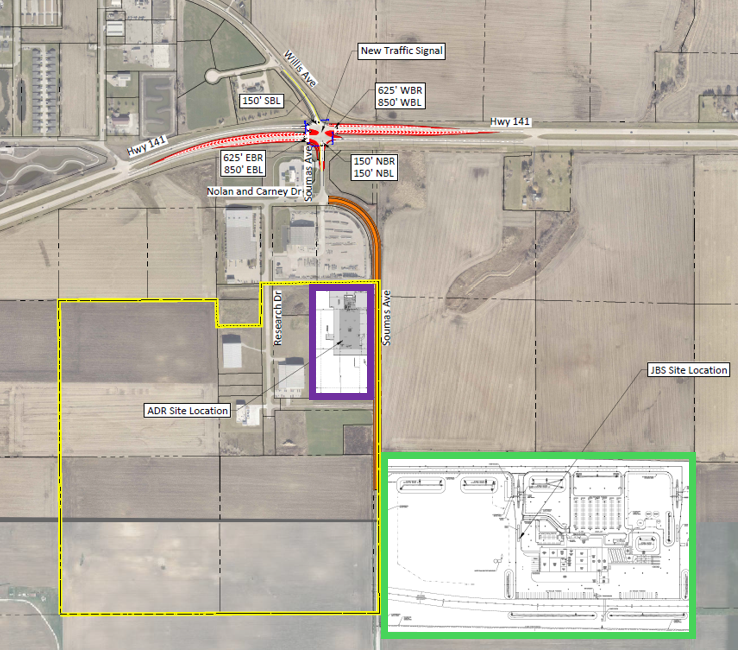 Willis Ave
New Traffic Signal
150' SBL
625' WBR
850' WBL
Hwy 141
Hwy 141
625' EBR
850' EBL
Soumas Ave
150' NBR
150' NBL
Nolan and Carney Dr
Research Dr
Soumas Ave
JBS Site Location
ADR Site Location